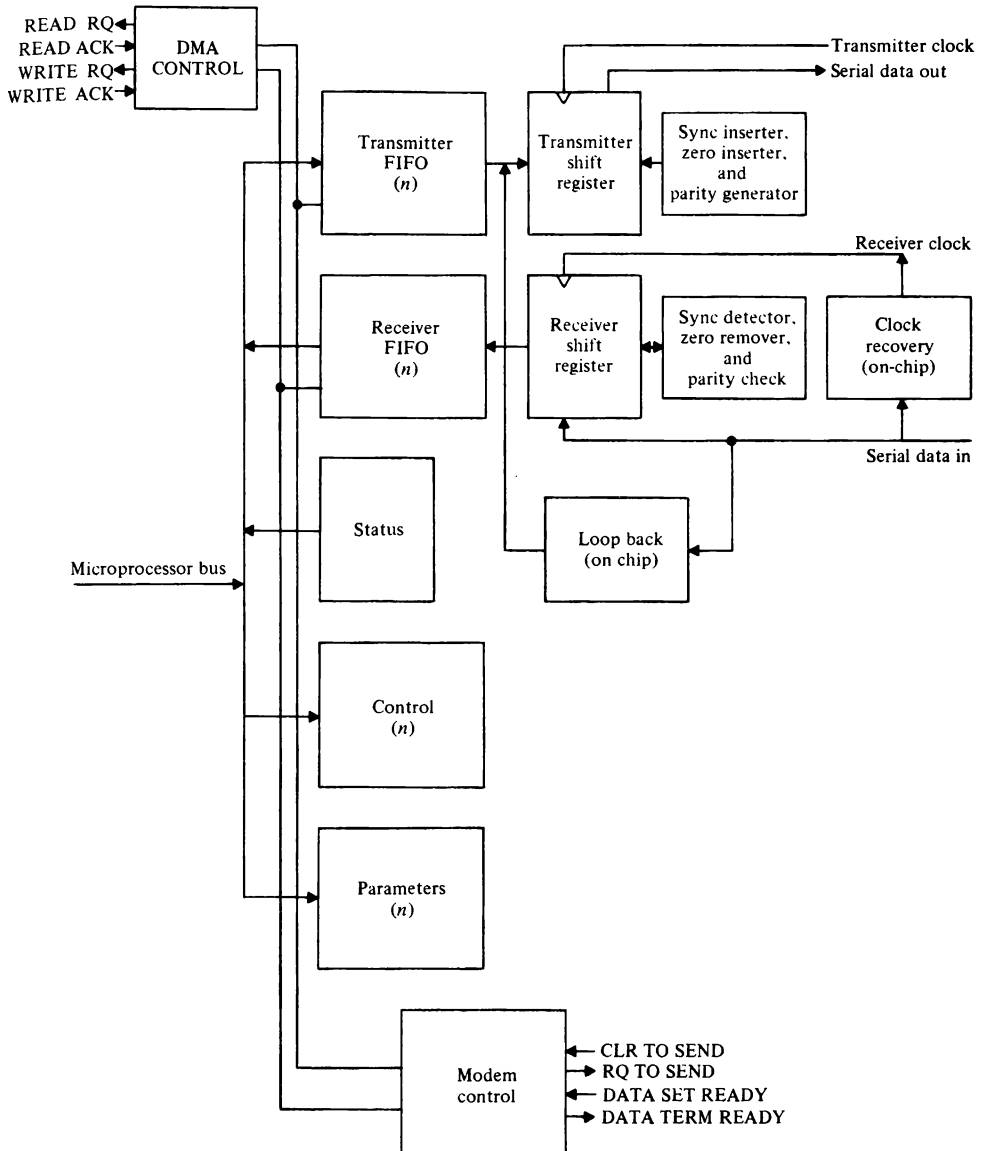 READ RQ
READ ACK
WRITE RQ
WRITE ACK
DMA
CONTROL
Transmitter clock
Serial data out
Transmitter
FIFO
(n)
Transmitter
shift
register
Sync inserter,
zero inserter,
and
parity generator
Receiver clock
Receiver
FIFO
(n)
Receiver
shift
register
Sync detector,
zero remover,
and
parity check
Clock
recovery
(on-chip)
Serial data in
Status
Loop back
(on chip)
Microprocessor bus
Control
(n)
Parameters
(n)
Modem
control
CLR TO SEND
RQ TO SEND
DATA SET READY
DATA TERM READY